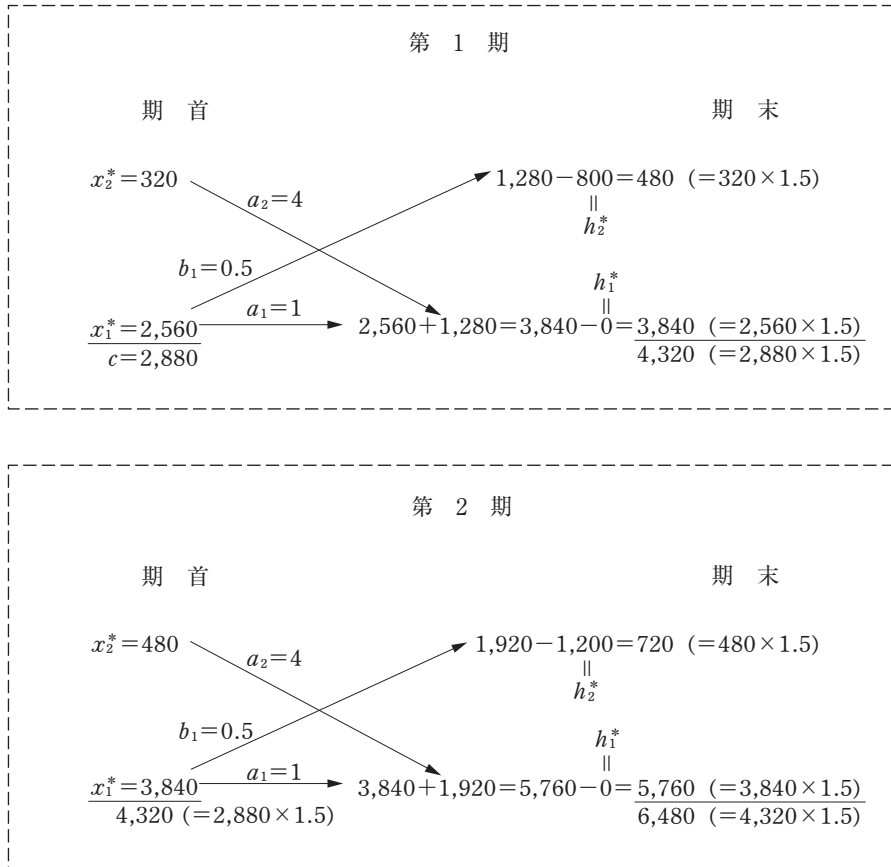 第 1 期
期 首 期 末
x₂*=320 a₂=4 1,280−800=480 (=320×1.5)
||
h₂*
b₁=0.5 h₁*
||
x₁*=2,560 a₁=1 2,560+1,280=3,840−0=3,840 (=2,560×1.5)
c=2,880 4,320 (=2,880×1.5)
第 2 期
期 首 期 末
x₂*=480 a₂=4 1,920−1,200=720 (=480×1.5)
||
h₂*
b₁=0.5 h₁*
||
x₁*=3,840 a₁=1 3,840+1,920=5,760−0=5,760 (=3,840×1.5)
4,320 (=2,880×1.5) 6,480 (=4,320×1.5)